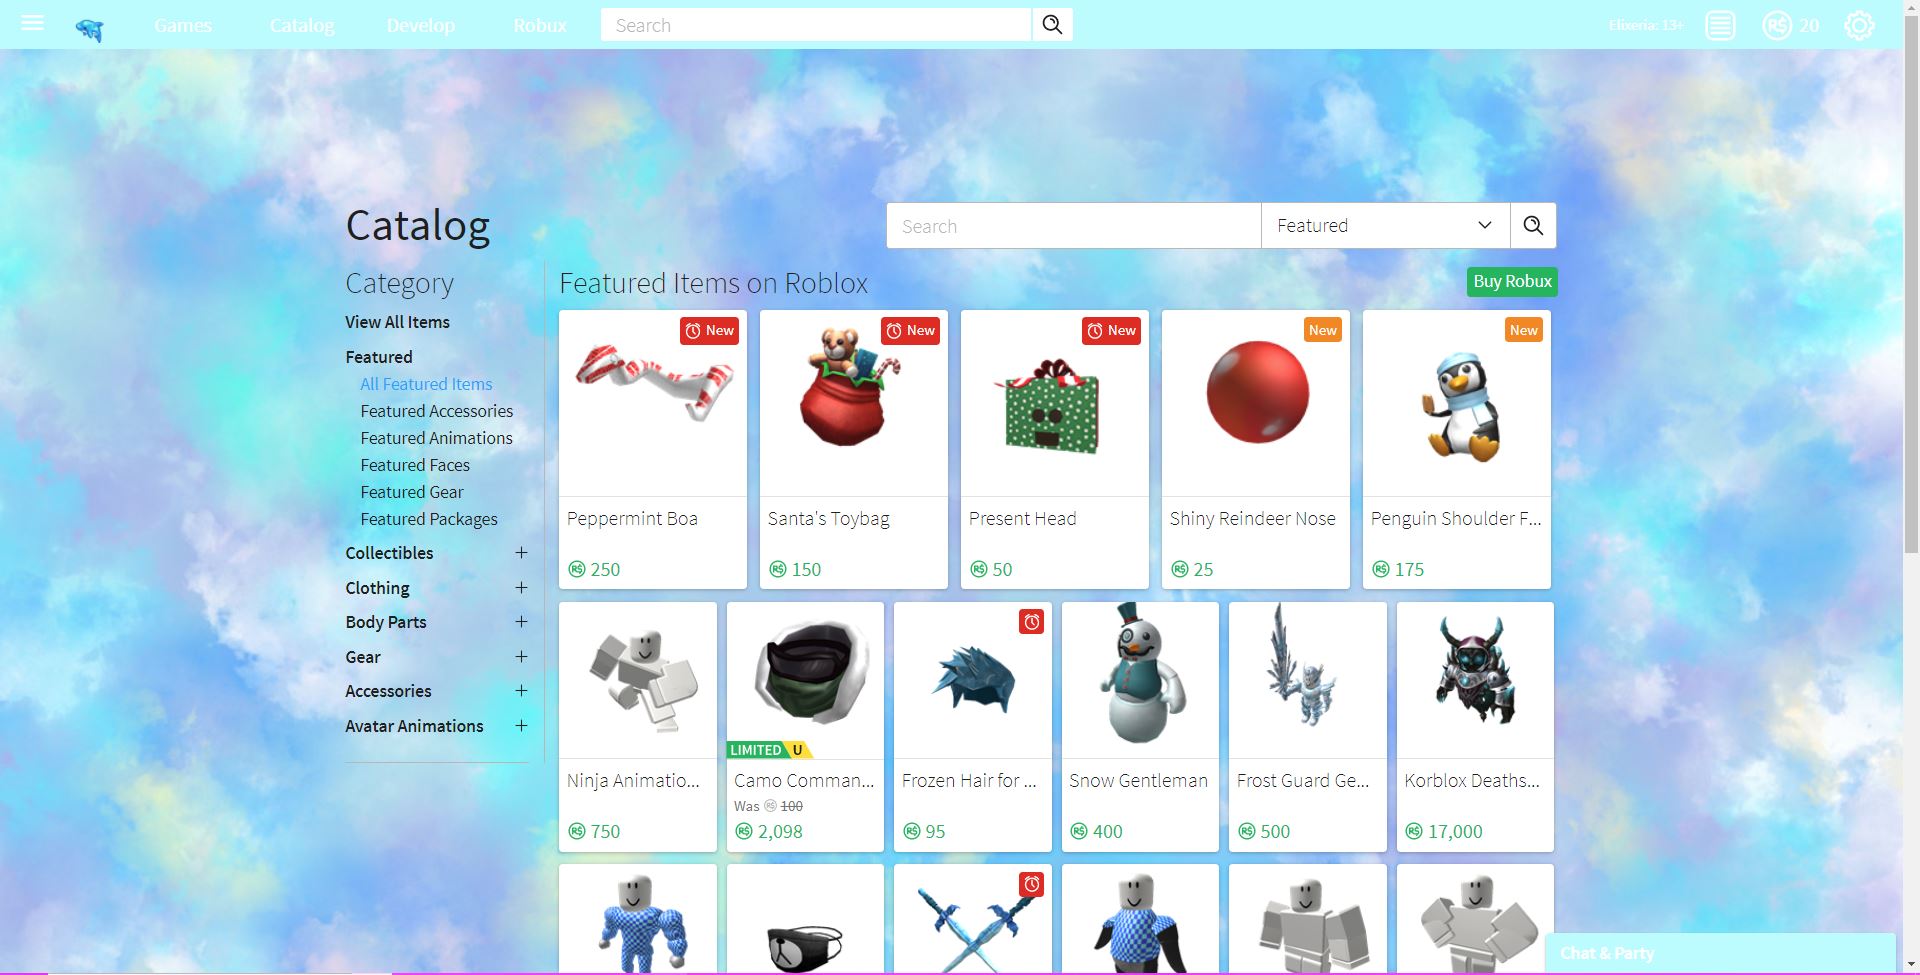 Games Catalog Develop Robux Search Elixeria: 13+ R$ 20
Catalog
Search Featured
Category
Featured Items on Roblox
Buy Robux
View All Items
Featured
All Featured Items
Featured Accessories
Featured Animations
Featured Faces
Featured Gear
Featured Packages
Collectibles +
Clothing +
Body Parts +
Gear +
Accessories +
Avatar Animations +
New
Peppermint Boa
R$ 250
New
Santa's Toybag
R$ 150
New
Present Head
R$ 50
New
Shiny Reindeer Nose
R$ 25
New
Penguin Shoulder F...
R$ 175
Ninja Animatio...
R$ 750
LIMITED U
Camo Comman...
Was R$ 100
R$ 2,098
Frozen Hair for ...
R$ 95
Snow Gentleman
R$ 400
Frost Guard Ge...
R$ 500
Korblox Deaths...
R$ 17,000
Chat & Party